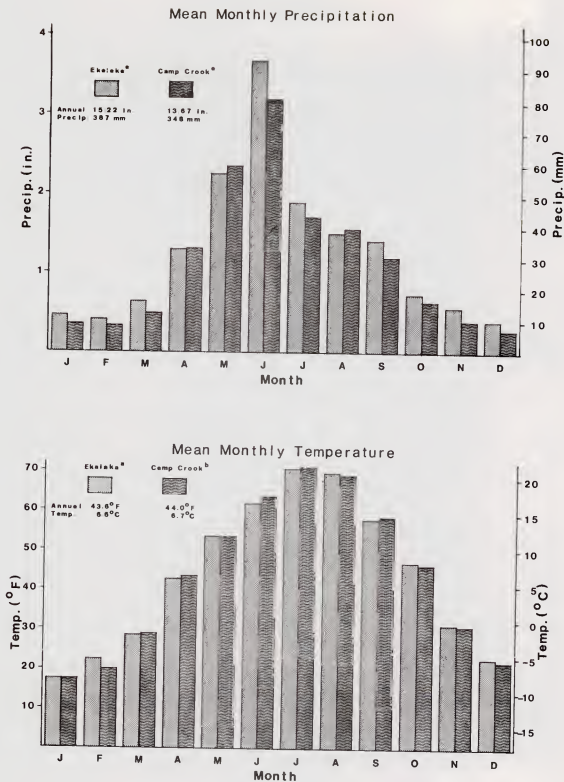 Mean Monthly Precipitation
Ekalaka a Camp Crook a
Annual 15.22 in 13.67 in.
Precip. 387 mm 348 mm
Precip. (in.)
4
3
2
1
Precip. (mm)
100
90
80
70
60
50
40
30
20
10
J F M A M J J A S O N D
Month
Mean Monthly Temperature
Ekalaka a Camp Crook b
Annual 43.6°F 44.0°F
Temp. 6.6°C 6.7°C
Temp. (°F)
70
60
50
40
30
20
10
Temp. (°C)
20
15
10
5
0
-5
-10
-15
J F M A M J J A S O N D
Month